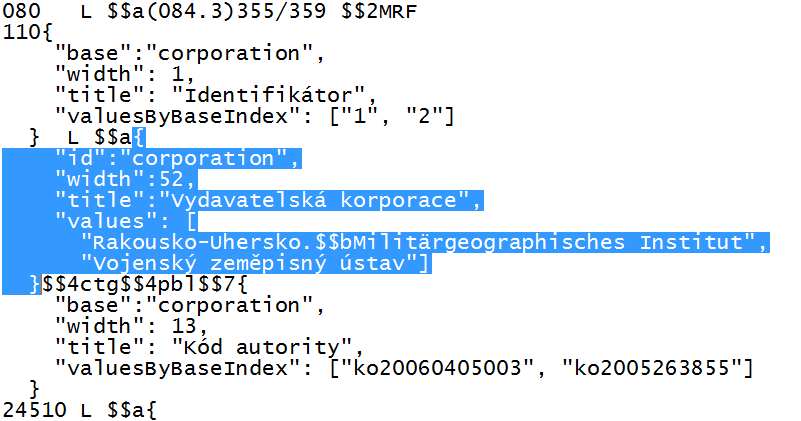 080   L $$a(084.3)355/359 $$2MRF
110{
    "base":"corporation",
    "width": 1,
    "title": "Identifikátor",
    "valuesByBaseIndex": ["1", "2"]
  }  L $$a{
    "id":"corporation",
    "width":52,
    "title":"Vydavatelská korporace",
    "values": [
      "Rakousko-Uhersko.$$bMilitärgeographisches Institut",
      "Vojenský zeměpisný ústav"]
  }$$4ctg$$4pbl$$7{
    "base":"corporation",
    "width": 13,
    "title": "Kód autority",
    "valuesByBaseIndex": ["ko20060405003", "ko2005263855"]
  }
24510 L $$a{